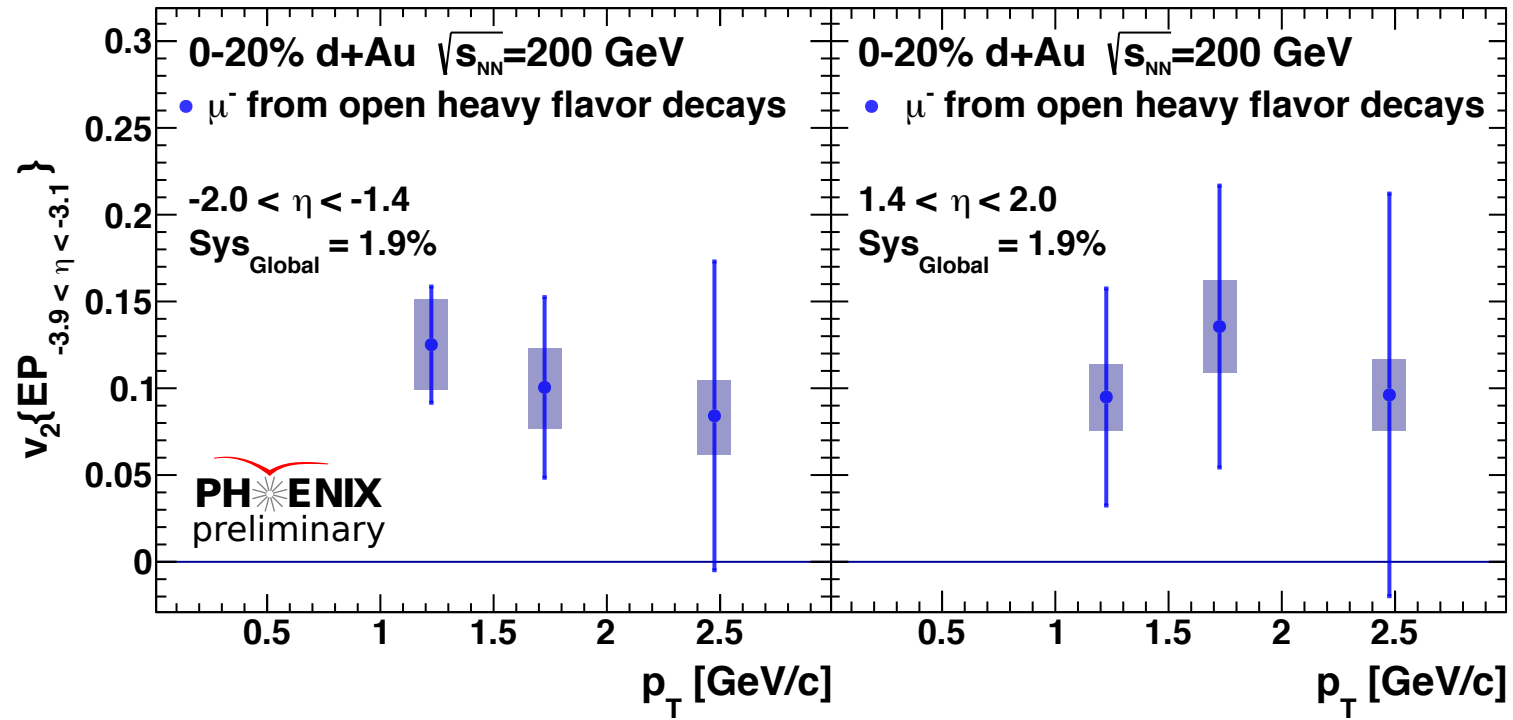 v2{EP-3.9 < η < -3.1}
0.3
0.25
0.2
0.15
0.1
0.05
0
0-20% d+Au √sNN=200 GeV
μ- from open heavy flavor decays
-2.0 < η < -1.4
SysGlobal = 1.9%
PHENIX
preliminary
0.5 1 1.5 2 2.5
pT [GeV/c]
0-20% d+Au √sNN=200 GeV
μ- from open heavy flavor decays
1.4 < η < 2.0
SysGlobal = 1.9%
0.5 1 1.5 2 2.5
pT [GeV/c]